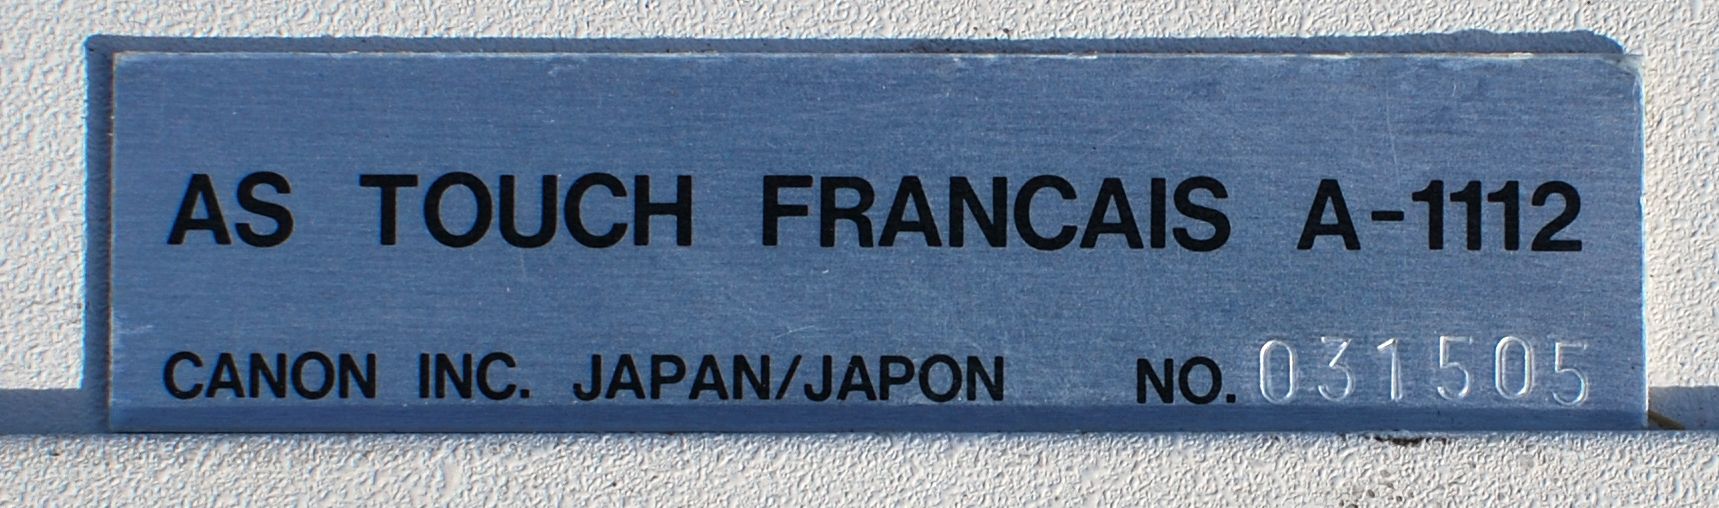 AS TOUCH FRANCAIS A-1112
CANON INC. JAPAN/JAPON NO. 031505